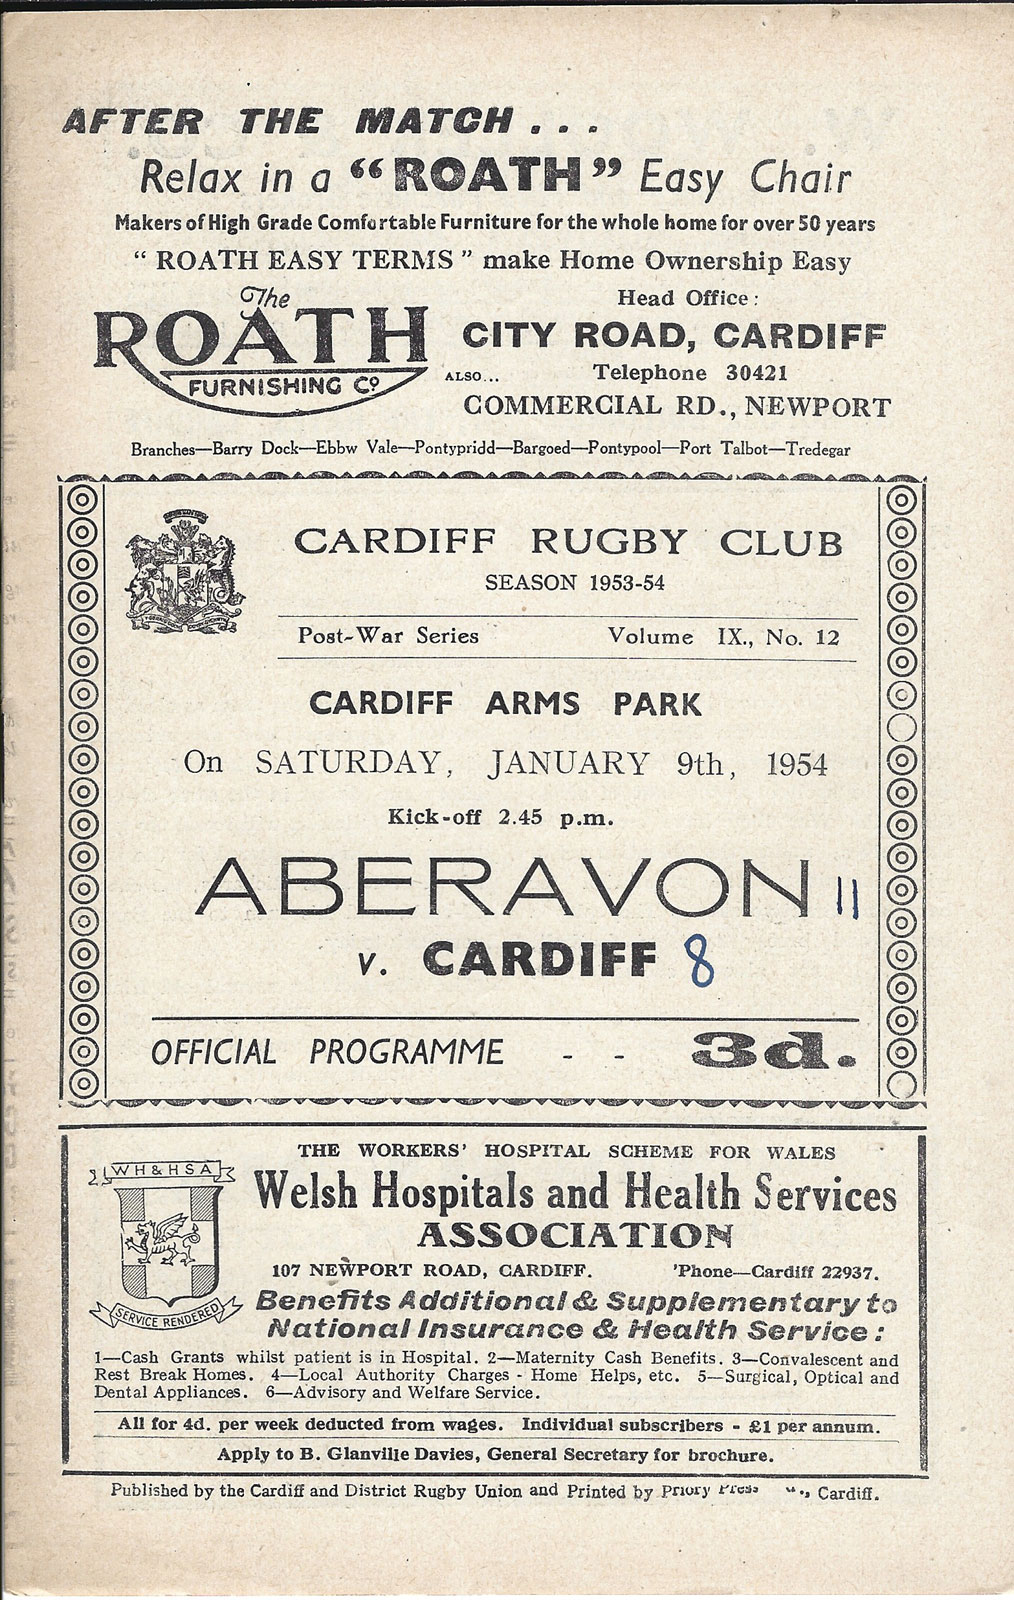 AFTER THE MATCH . . .
Relax in a “ROATH” Easy Chair
Makers of High Grade Comfortable Furniture for the whole home for over 50 years
“ ROATH EASY TERMS ” make Home Ownership Easy
The
ROATH
FURNISHING Co
Head Office :
CITY ROAD, CARDIFF
Telephone 30421
ALSO...
COMMERCIAL RD., NEWPORT
Branches—Barry Dock—Ebbw Vale—Pontypridd—Bargoed—Pontypool—Port Talbot—Tredegar
CARDIFF RUGBY CLUB
SEASON 1953-54
Post-War Series Volume IX., No. 12
CARDIFF ARMS PARK
On SATURDAY, JANUARY 9th, 1954
Kick-off 2.45 p.m.
ABERAVON 11
v. CARDIFF 8
OFFICIAL PROGRAMME - - 3d.
WH&HSA
SERVICE RENDERED
THE WORKERS' HOSPITAL SCHEME FOR WALES
Welsh Hospitals and Health Services
ASSOCIATION
107 NEWPORT ROAD, CARDIFF. 'Phone—Cardiff 22937.
Benefits Additional & Supplementary to
National Insurance & Health Service :
1—Cash Grants whilst patient is in Hospital. 2—Maternity Cash Benefits. 3—Convalescent and
Rest Break Homes. 4—Local Authority Charges - Home Helps, etc. 5—Surgical, Optical and
Dental Appliances. 6—Advisory and Welfare Service.
All for 4d. per week deducted from wages. Individual subscribers - £1 per annum.
Apply to B. Glanville Davies, General Secretary for brochure.
Published by the Cardiff and District Rugby Union and Printed by Priory Press Cardiff.